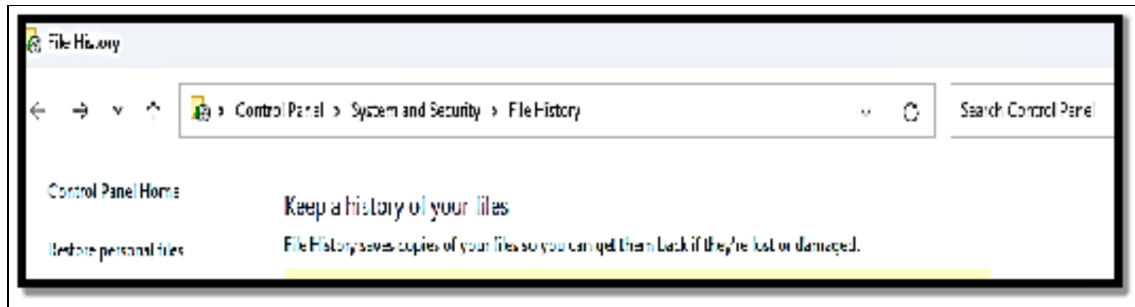 File History
Control Panel > System and Security > File History
Search Control Panel
Control Panel Home
Keep a history of your files
Restore personal files
File History saves copies of your files so you can get them back if they're lost or damaged.